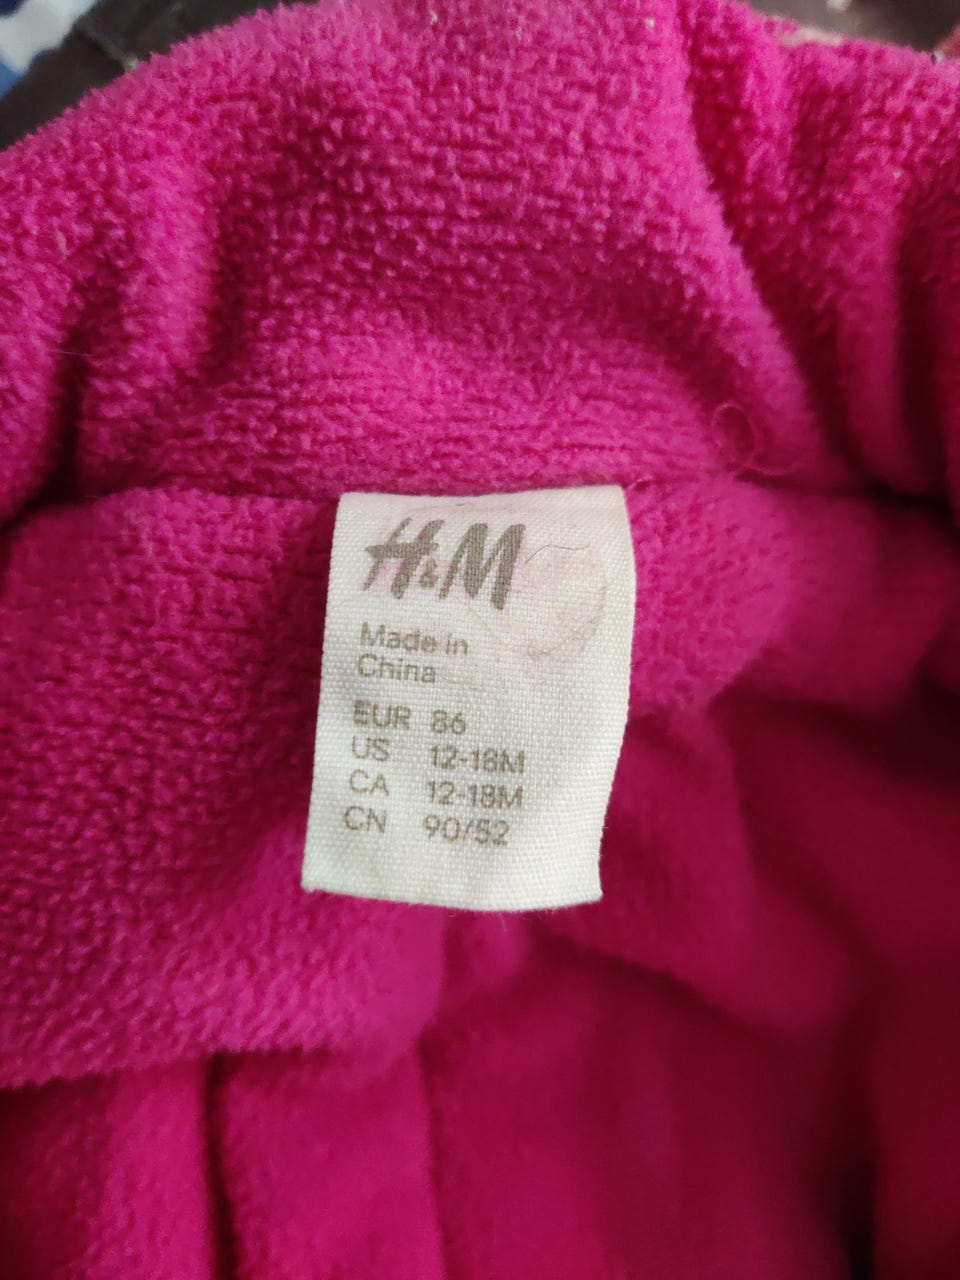 H&M
Made in
China
EUR 86
US 12-18M
CA 12-18M
CN 90/52